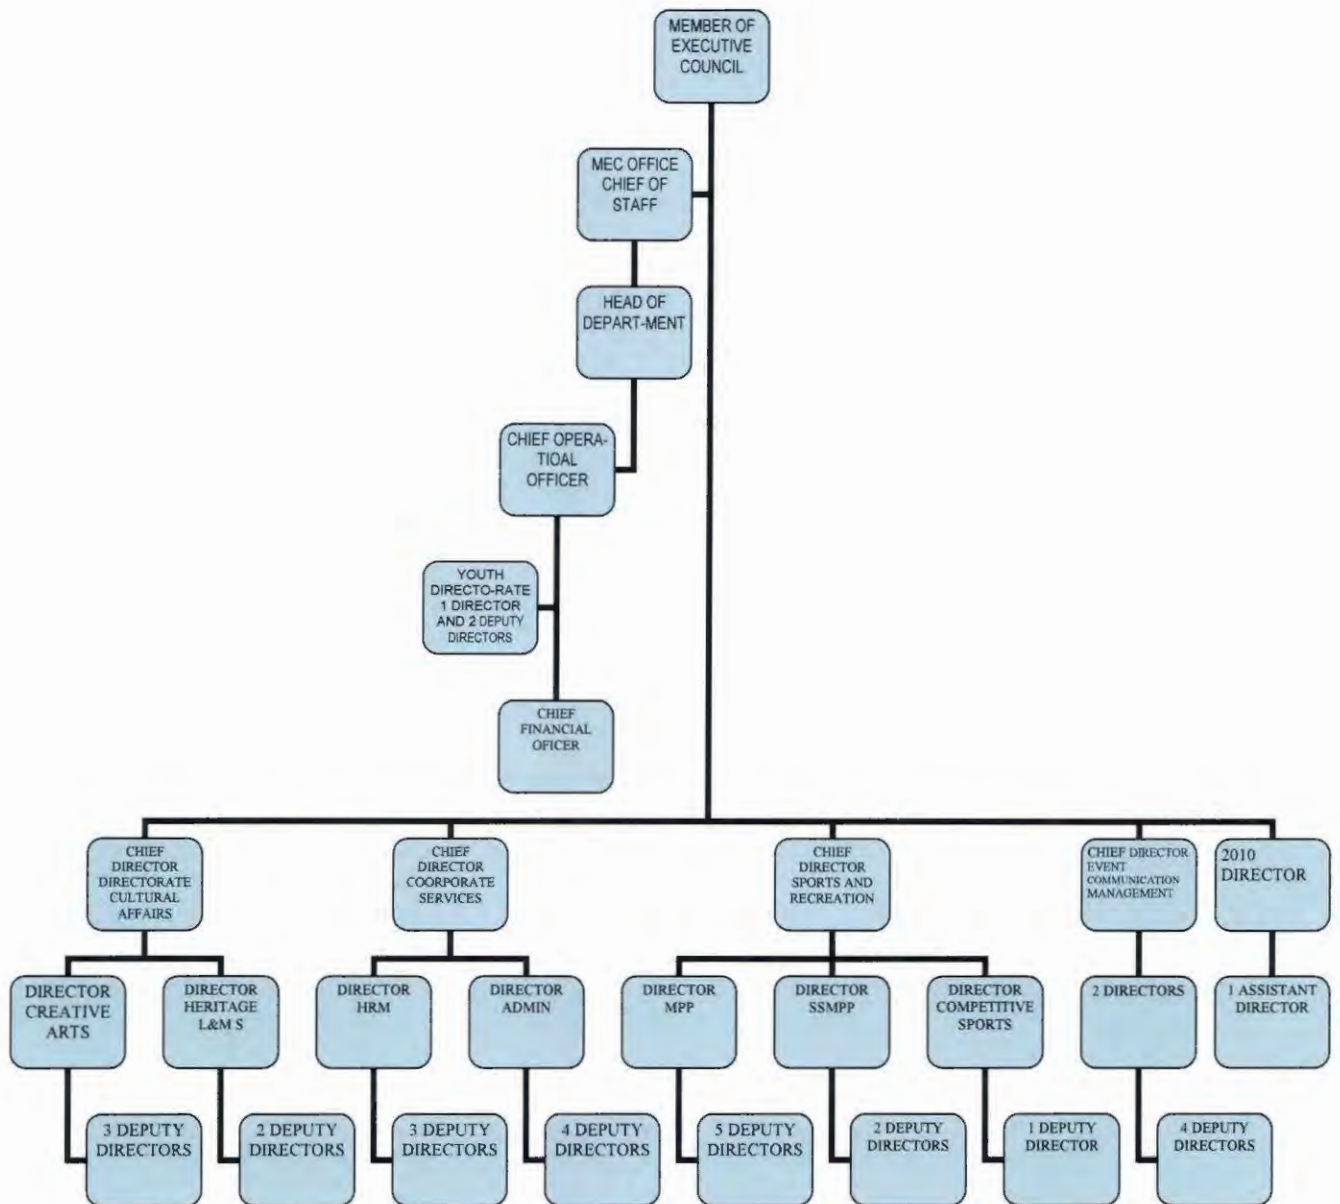 MEMBER OF
EXECUTIVE
COUNCIL
MEC OFFICE
CHIEF OF
STAFF
HEAD OF
DEPART-MENT
CHIEF OPERA-
TIOAL
OFFICER
YOUTH
DIRECTO-RATE
1 DIRECTOR
AND 2 DEPUTY
DIRECTORS
CHIEF
FINANCIAL
OFICER
CHIEF
DIRECTOR
DIRECTORATE
CULTURAL
AFFAIRS
CHIEF
DIRECTOR
COORPORATE
SERVICES
CHIEF
DIRECTOR
SPORTS AND
RECREATION
CHIEF DIRECTOR
EVENT
COMMUNICATION
MANAGEMENT
2010
DIRECTOR
DIRECTOR
CREATIVE
ARTS
DIRECTOR
HERITAGE
L&M S
DIRECTOR
HRM
DIRECTOR
ADMIN
DIRECTOR
MPP
DIRECTOR
SSMPP
DIRECTOR
COMPETITIVE
SPORTS
2 DIRECTORS
1 ASSISTANT
DIRECTOR
3 DEPUTY
DIRECTORS
2 DEPUTY
DIRECTORS
3 DEPUTY
DIRECTORS
4 DEPUTY
DIRECTORS
5 DEPUTY
DIRECTORS
2 DEPUTY
DIRECTORS
1 DEPUTY
DIRECTOR
4 DEPUTY
DIRECTORS